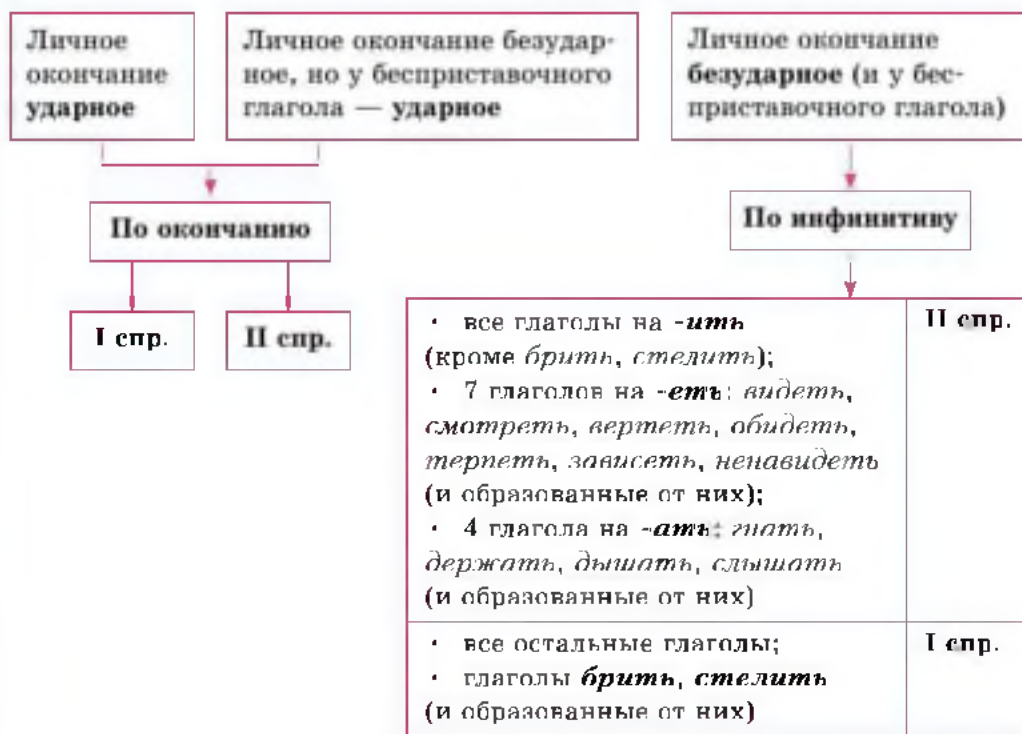 Личное
окончание
ударное
Личное окончание безудар-
ное, но у бесприставочного
глагола — ударное
Личное окончание
безударное (и у бес-
приставочного глагола)
По окончанию
По инфинитиву
I спр.
II спр.
• все глаголы на -ить
(кроме брить, стелить);
• 7 глаголов на -еть: видеть,
смотреть, вертеть, обидеть,
терпеть, зависеть, ненавидеть
(и образованные от них);
• 4 глагола на -ать: гнать,
держать, дышать, слышать
(и образованные от них)
II спр.
• все остальные глаголы;
• глаголы брить, стелить
(и образованные от них)
I спр.